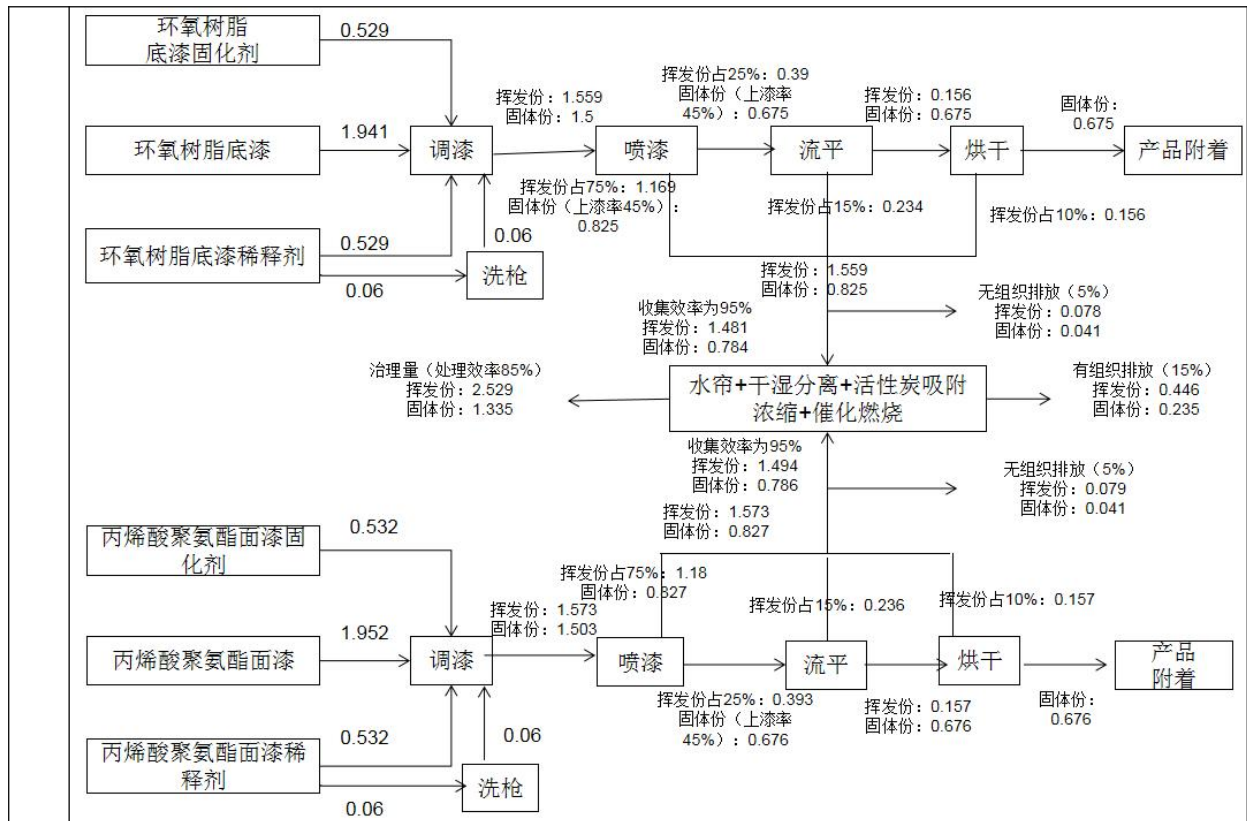 环氧树脂
底漆固化剂
0.529
挥发份占25%：0.39
固体份（上漆率
45%）：0.675
挥发份：1.559
固体份：1.5
挥发份：0.156
固体份：0.675
固体份：
0.675
环氧树脂底漆
1.941
调漆
喷漆
流平
烘干
产品附着
挥发份占75%：1.169
固体份（上漆率45%）：
0.825
挥发份占15%：0.234
挥发份占10%：0.156
环氧树脂底漆稀释剂
0.529
0.06
0.06
洗枪
挥发份：1.559
固体份：0.825
收集效率为95%
挥发份：1.481
固体份：0.784
无组织排放（5%）
挥发份：0.078
固体份：0.041
治理量（处理效率85%）
挥发份：2.529
固体份：1.335
水帘+干湿分离+活性炭吸附
浓缩+催化燃烧
有组织排放（15%）
挥发份：0.446
固体份：0.235
收集效率为95%
挥发份：1.494
固体份：0.786
无组织排放（5%）
挥发份：0.079
固体份：0.041
挥发份：1.573
固体份：0.827
丙烯酸聚氨酯面漆固
化剂
0.532
挥发份占75%：1.18
固体份：0.827
挥发份占15%：0.236
挥发份占10%：0.157
挥发份：1.573
固体份：1.503
丙烯酸聚氨酯面漆
1.952
调漆
喷漆
流平
烘干
产品
附着
挥发份占25%：0.393
固体份（上漆率
45%）：0.676
挥发份：0.157
固体份：0.676
固体份：
0.676
丙烯酸聚氨酯面漆稀
释剂
0.532
0.06
0.06
洗枪